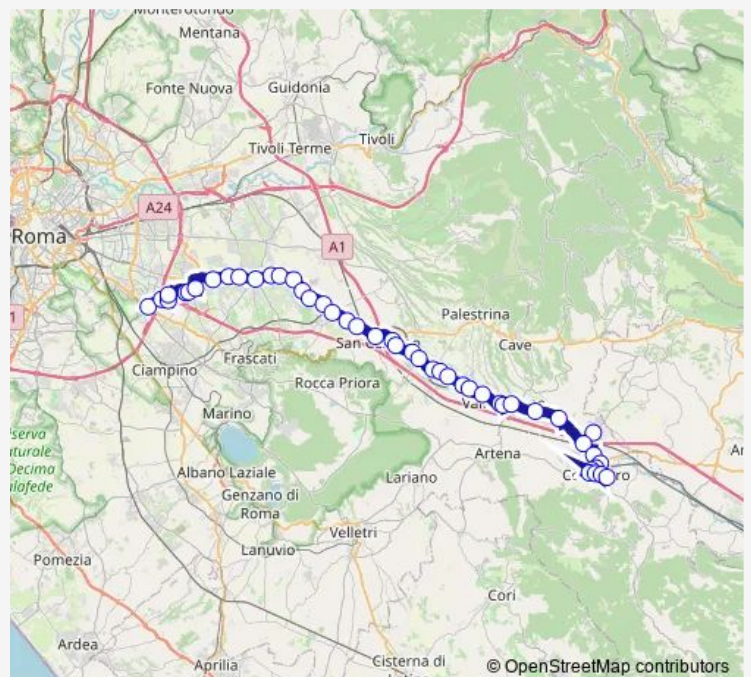 Mentana
Fonte Nuova
Guidonia
Tivoli
Tivoli Terme
A24
Roma
A1
Palestrina
Cave
Frascati
Ciampino
Rocca Priora
Marino
Artena
Albano Laziale
Lariano
Genzano di
Roma
Velletri
Lanuvio
Pomezia
Cori
Ardea
Aprilia
Cisterna di
© OpenStreetMap contributors